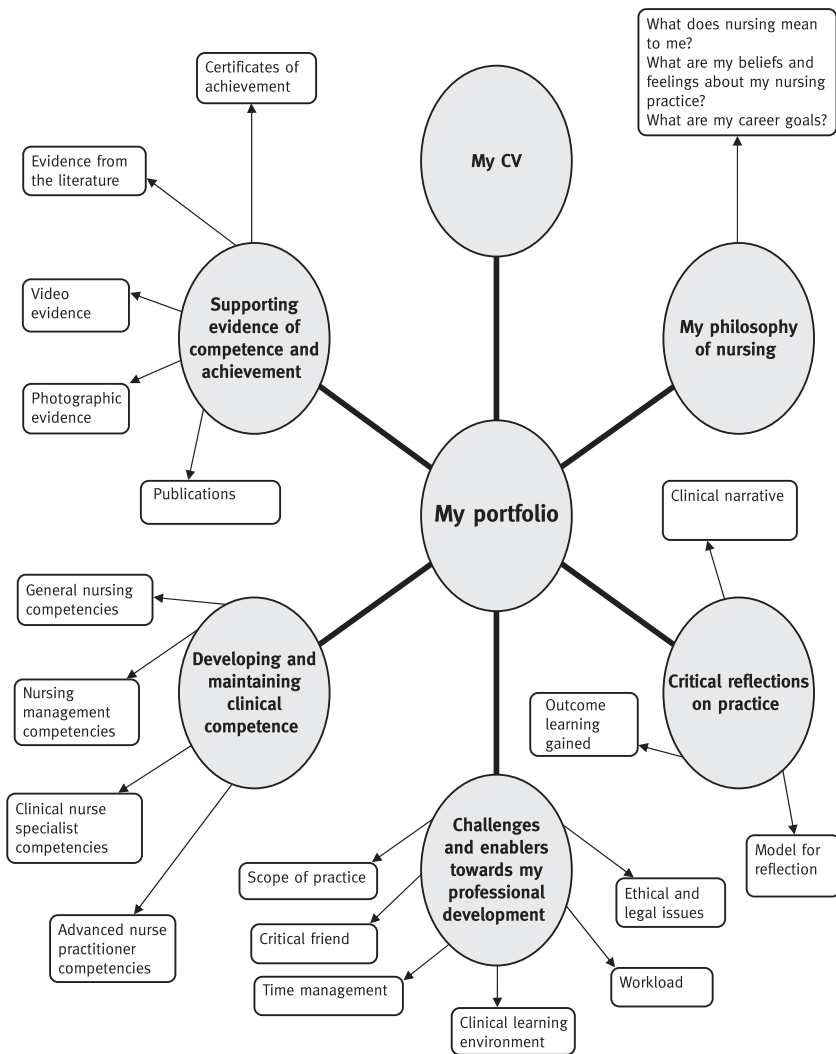 What does nursing mean
to me?
What are my beliefs and
feelings about my nursing
practice?
What are my career goals?
Certificates of
achievement
My CV
Evidence from
the literature
Video
evidence
Supporting
evidence of
competence and
achievement
My philosophy
of nursing
Photographic
evidence
Publications
My portfolio
Clinical narrative
General nursing
competencies
Developing and
maintaining
clinical
competence
Critical reflections
on practice
Nursing
management
competencies
Outcome
learning
gained
Clinical nurse
specialist
competencies
Challenges
and enablers
towards my
professional
development
Model for
reflection
Scope of practice
Ethical and
legal issues
Advanced nurse
practitioner
competencies
Critical friend
Time management
Workload
Clinical learning
environment